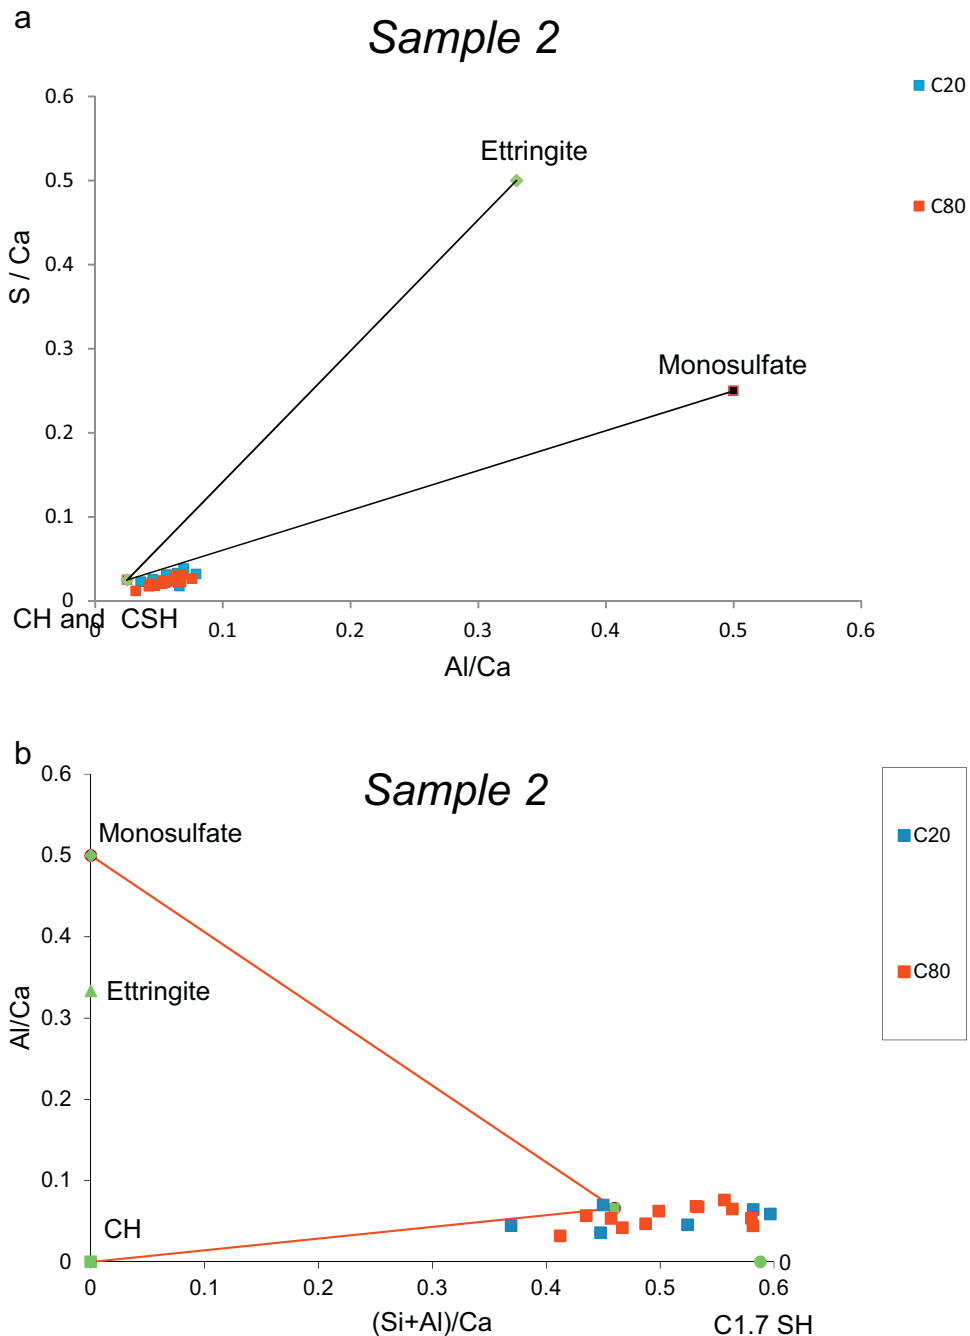 a
Sample 2
C20
C80
0.6
0.5
0.4
0.3
0.2
0.1
0
S / Ca
Ettringite
Monosulfate
CH and CSH
0 0.1 0.2 0.3 0.4 0.5 0.6
Al/Ca
b
Sample 2
C20
C80
0.6
0.5
0.4
0.3
0.2
0.1
0
Al/Ca
Monosulfate
Ettringite
CH
0
0 0.1 0.2 0.3 0.4 0.5 0.6
(Si+Al)/Ca
C1.7 SH